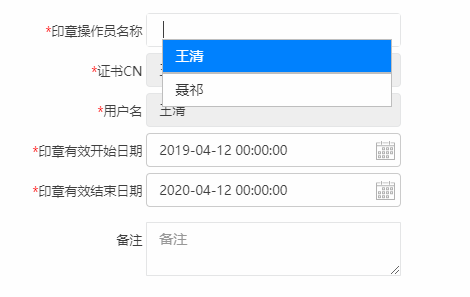 *印章操作员名称
王清
*证书CN
聂祁
*用户名 王清
*印章有效开始日期 2019-04-12 00:00:00
*印章有效结束日期 2020-04-12 00:00:00
备注 备注